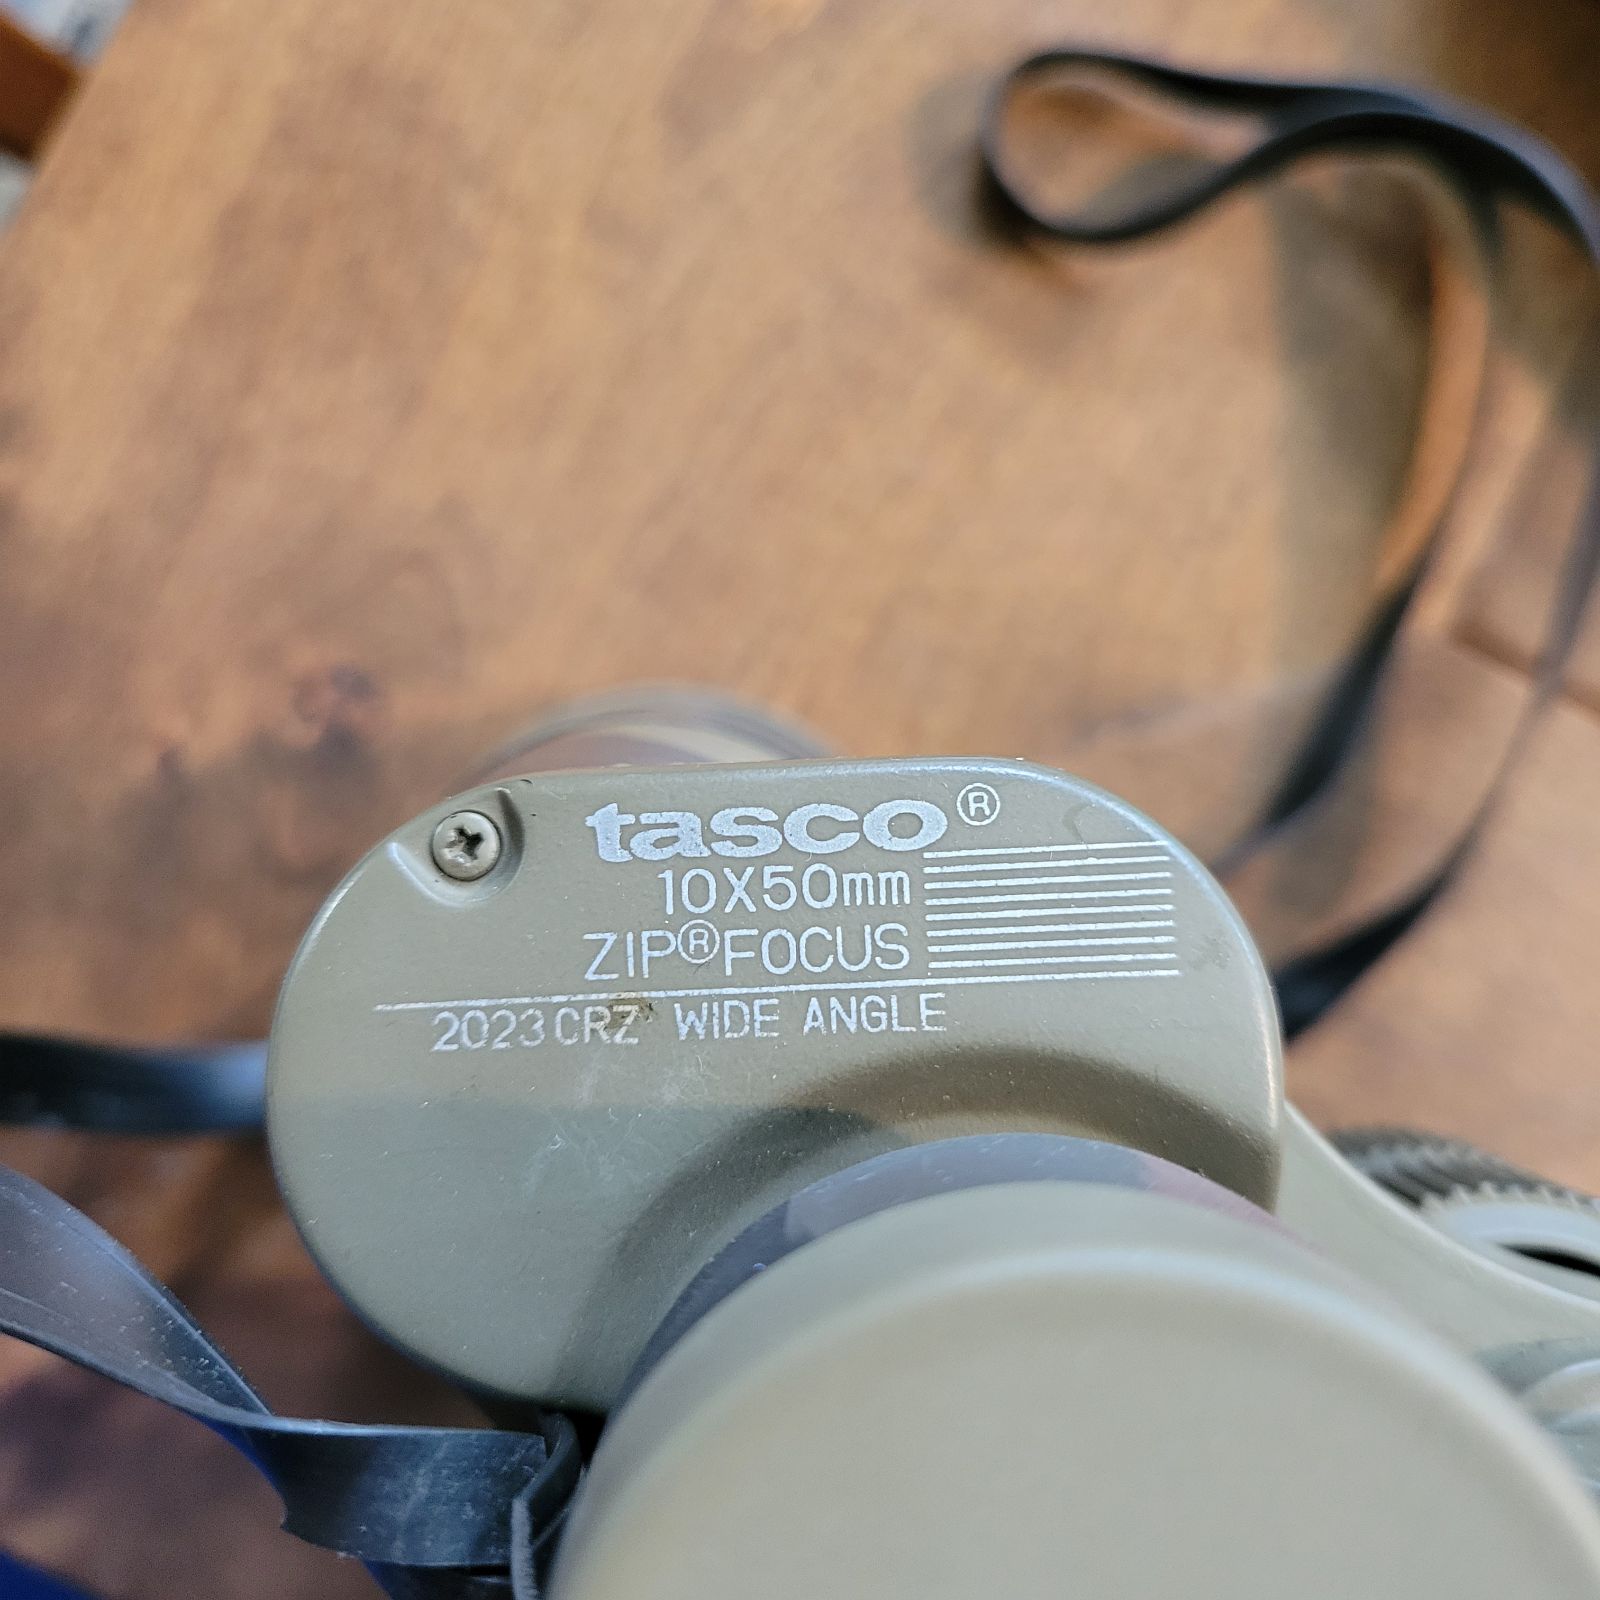 tasco®
10X50mm
ZIP®FOCUS
2023CRZ WIDE ANGLE